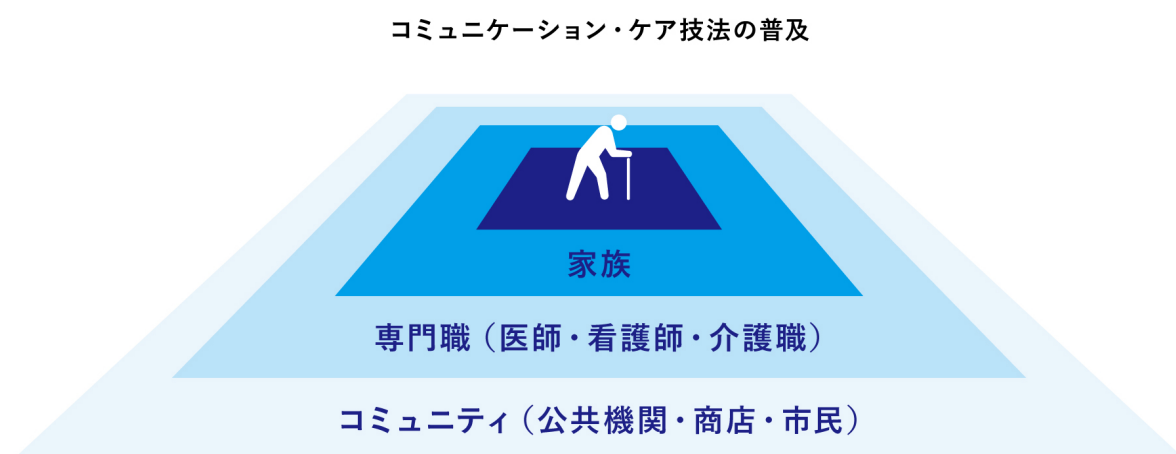 コミュニケーション・ケア技法の普及
家族
専門職（医師・看護師・介護職）
コミュニティ（公共機関・商店・市民）